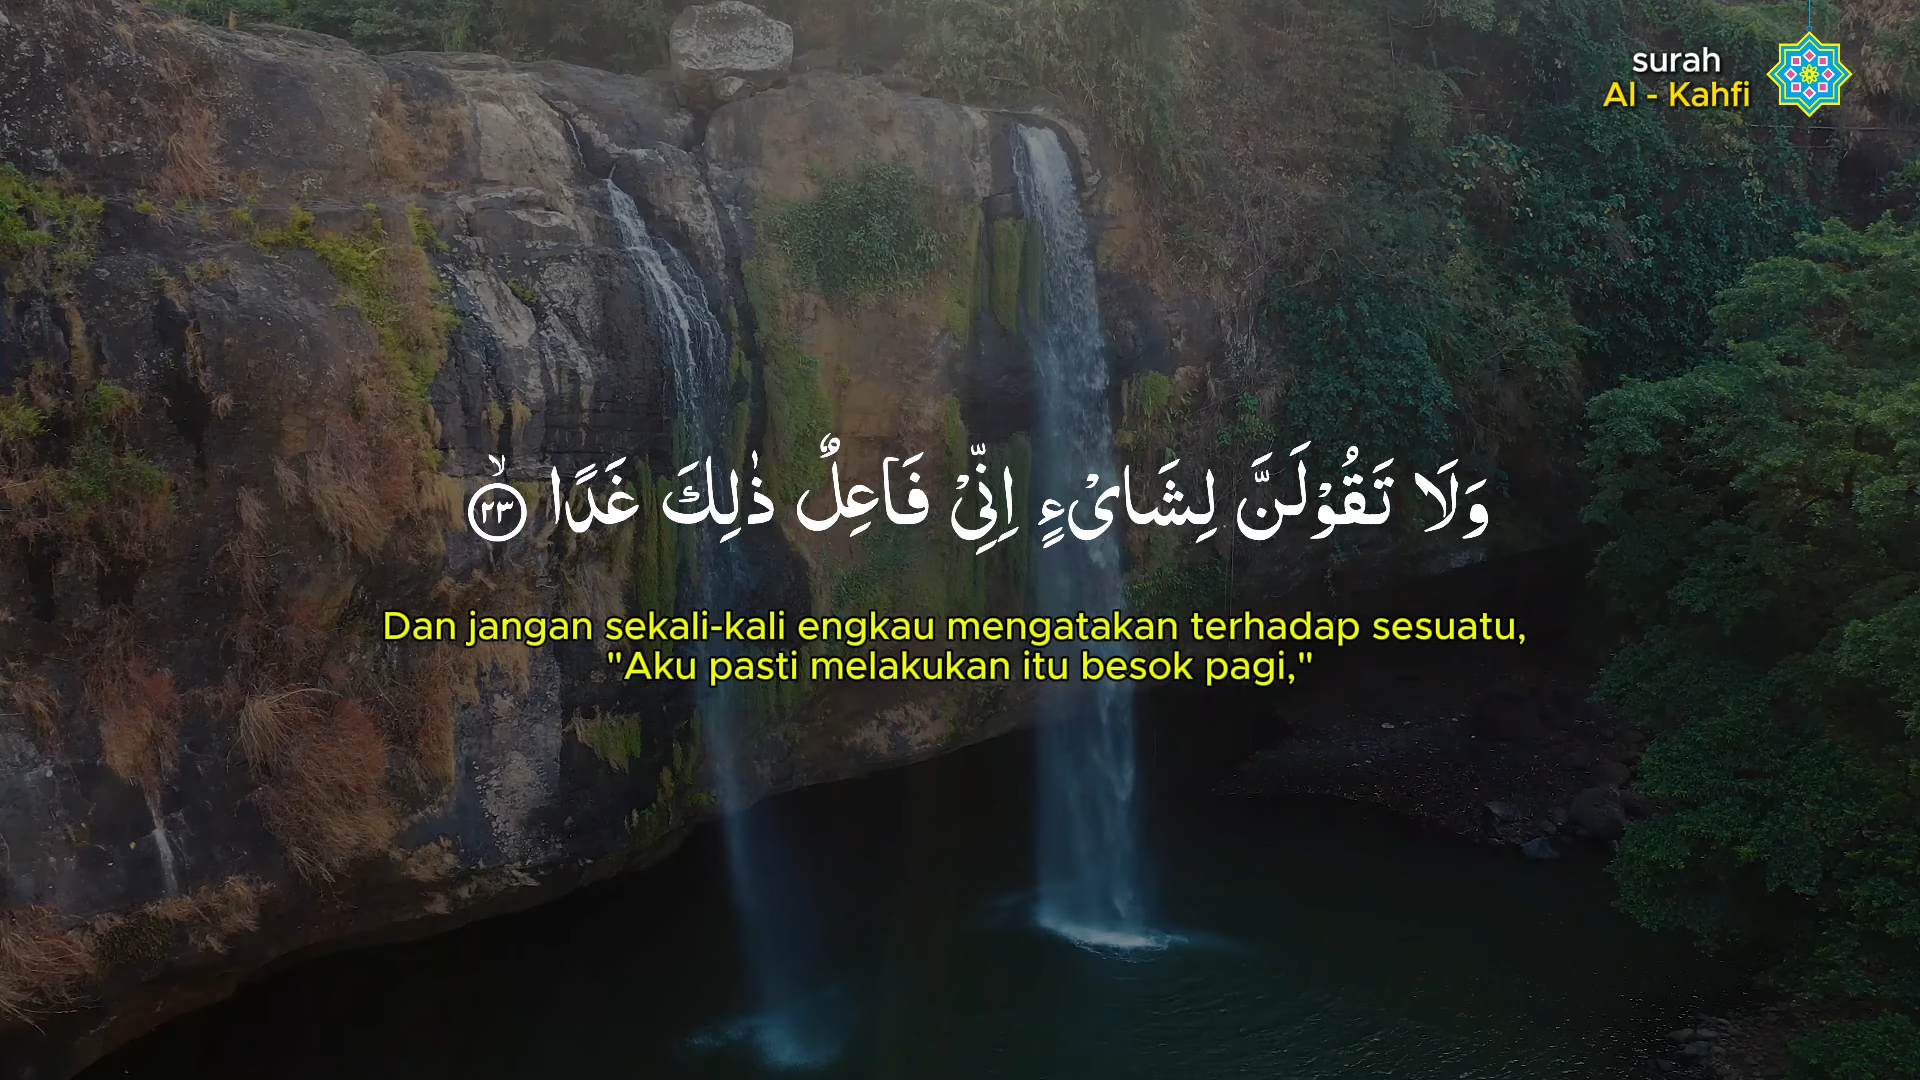 surah
Al - Kahfi
وَلَا تَقُوْلَنَّ لِشَا۟یْءٍ اِنِّيْ فَاعِلٌ ذٰلِكَ غَدًاۙ ٢٣
Dan jangan sekali-kali engkau mengatakan terhadap sesuatu,
"Aku pasti melakukan itu besok pagi,"